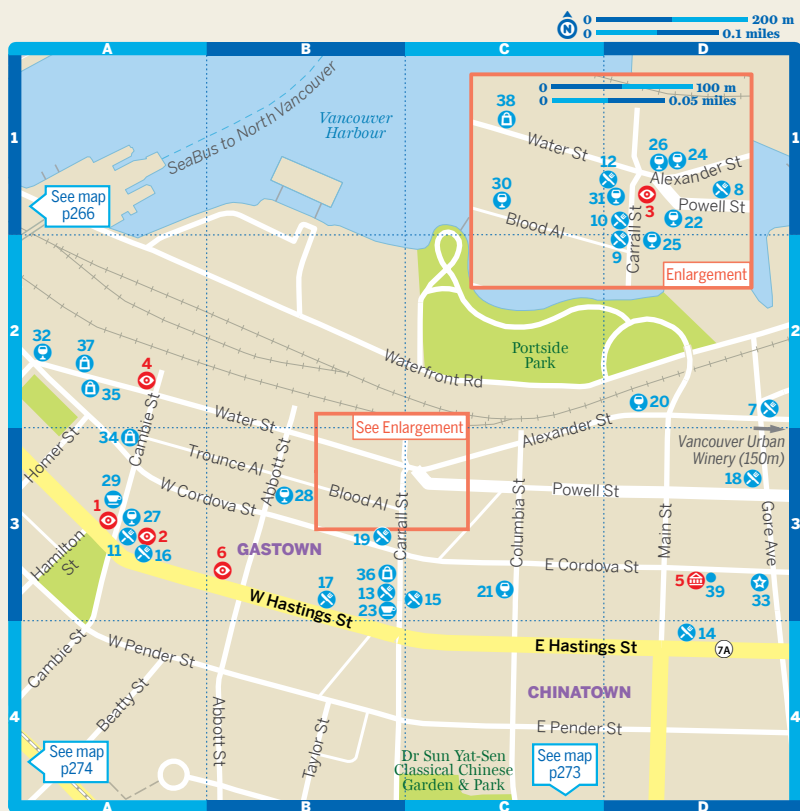 N
0 200 m
0 0.1 miles
A B C D
1 1
2 2
3 3
4 4
SeaBus to North Vancouver
Vancouver
Harbour
See map
p266
0 100 m
0 0.05 miles
38
Water St
12
26
24
Alexander St
8
30
31
3
Powell St
10
22
Blood Al
Carrall St
9
25
Enlargement
32
37
4
35
Waterfront Rd
Portside
Park
20
7
Water St
Cambie St
Homer St
34
See Enlargement
Alexander St
Vancouver Urban
Winery (150m)
Trounce Al
W Cordova St
Abbott St
28
Blood Al
Carrall St
Powell St
18
29
1
27
2
11
16
6
GASTOWN
19
Columbia St
Main St
Gore Ave
Hamilton
St
E Cordova St
36
13
17
23
15
21
5
39
33
W Hastings St
14
E Hastings St
7A
Cambie St
W Pender St
CHINATOWN
Beatty St
Abbott St
Taylor St
E Pender St
See map
p274
Dr Sun Yat-Sen
Classical Chinese
Garden & Park
See map
p273